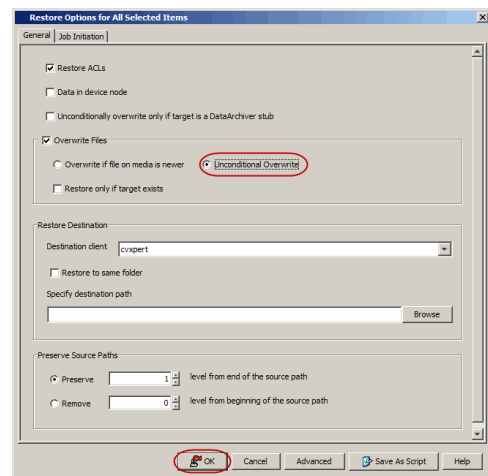 Restore Options for All Selected Items
General
Job Initiation
Restore ACLs
Data in device node
Unconditionally overwrite only if target is a DataArchiver stub
Overwrite Files
Overwrite if file on media is newer
Unconditional Overwrite
Restore only if target exists
Restore Destination
Destination client
cvxpert
Restore to same folder
Specify destination path
Browse
Preserve Source Paths
Preserve
1
level from end of the source path
Remove
0
level from beginning of the source path
OK
Cancel
Advanced
Save As Script
Help